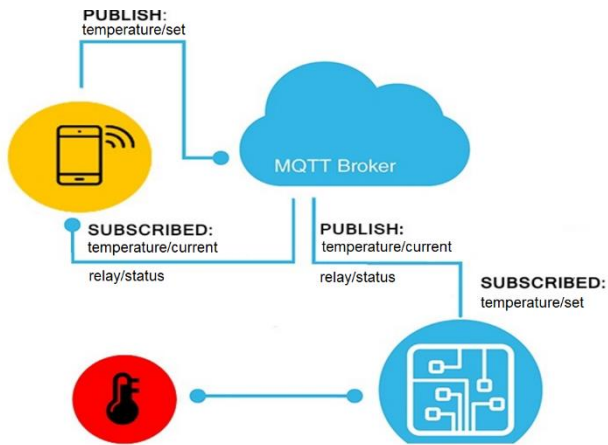 PUBLISH:
temperature/set
MQTT Broker
SUBSCRIBED:
temperature/current
relay/status
PUBLISH:
temperature/current
relay/status
SUBSCRIBED:
temperature/set